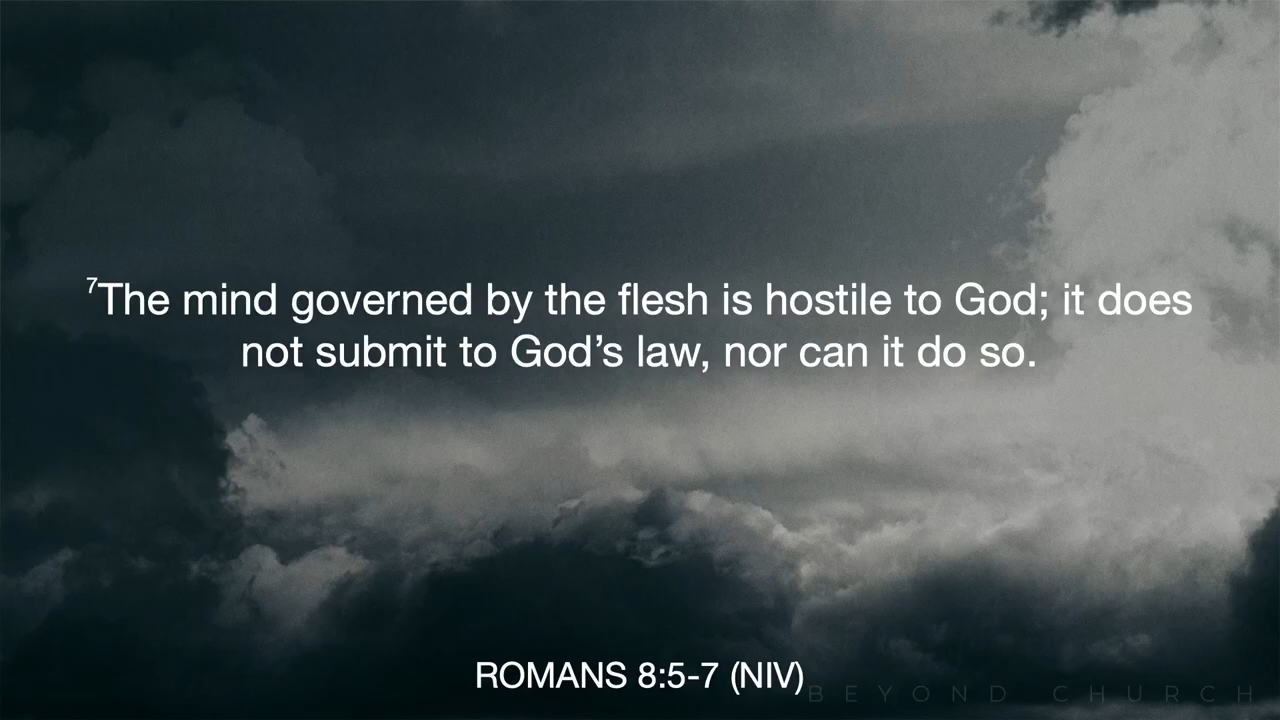 ⁷The mind governed by the flesh is hostile to God; it does
not submit to God’s law, nor can it do so.
ROMANS 8:5-7 (NIV)
BEYOND CHURCH